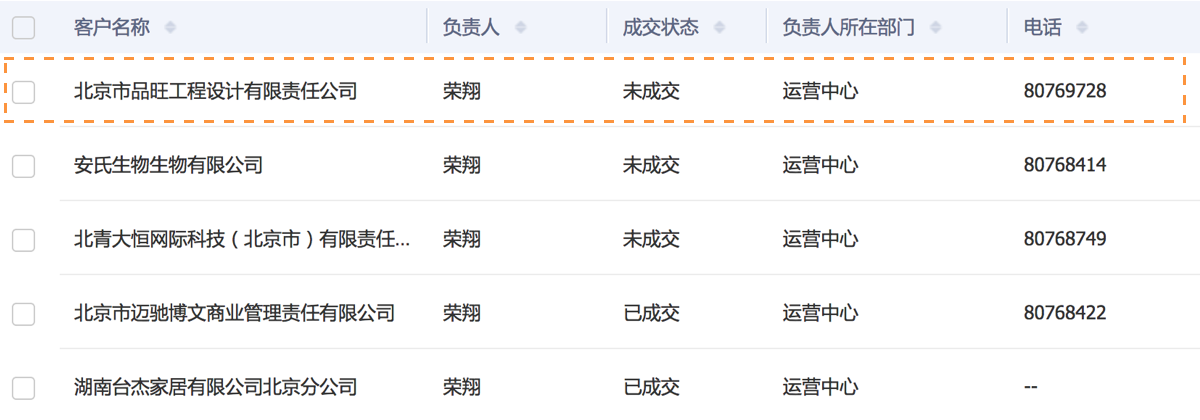 客户名称 负责人 成交状态 负责人所在部门 电话
北京市品旺工程设计有限责任公司 荣翔 未成交 运营中心 80769728
安氏生物生物有限公司 荣翔 未成交 运营中心 80768414
北青大恒网际科技（北京市）有限责任... 荣翔 未成交 运营中心 80768749
北京市迈驰博文商业管理责任有限公司 荣翔 已成交 运营中心 80768422
湖南台杰家居有限公司北京分公司 荣翔 已成交 运营中心 --